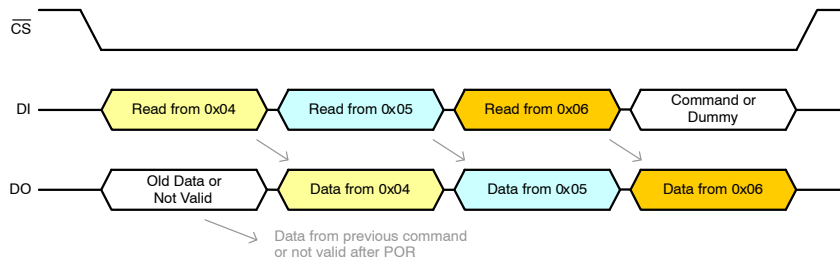 CS
DI
Read from 0x04
Read from 0x05
Read from 0x06
Command or
Dummy
DO
Old Data or
Not Valid
Data from 0x04
Data from 0x05
Data from 0x06
Data from previous command
or not valid after POR